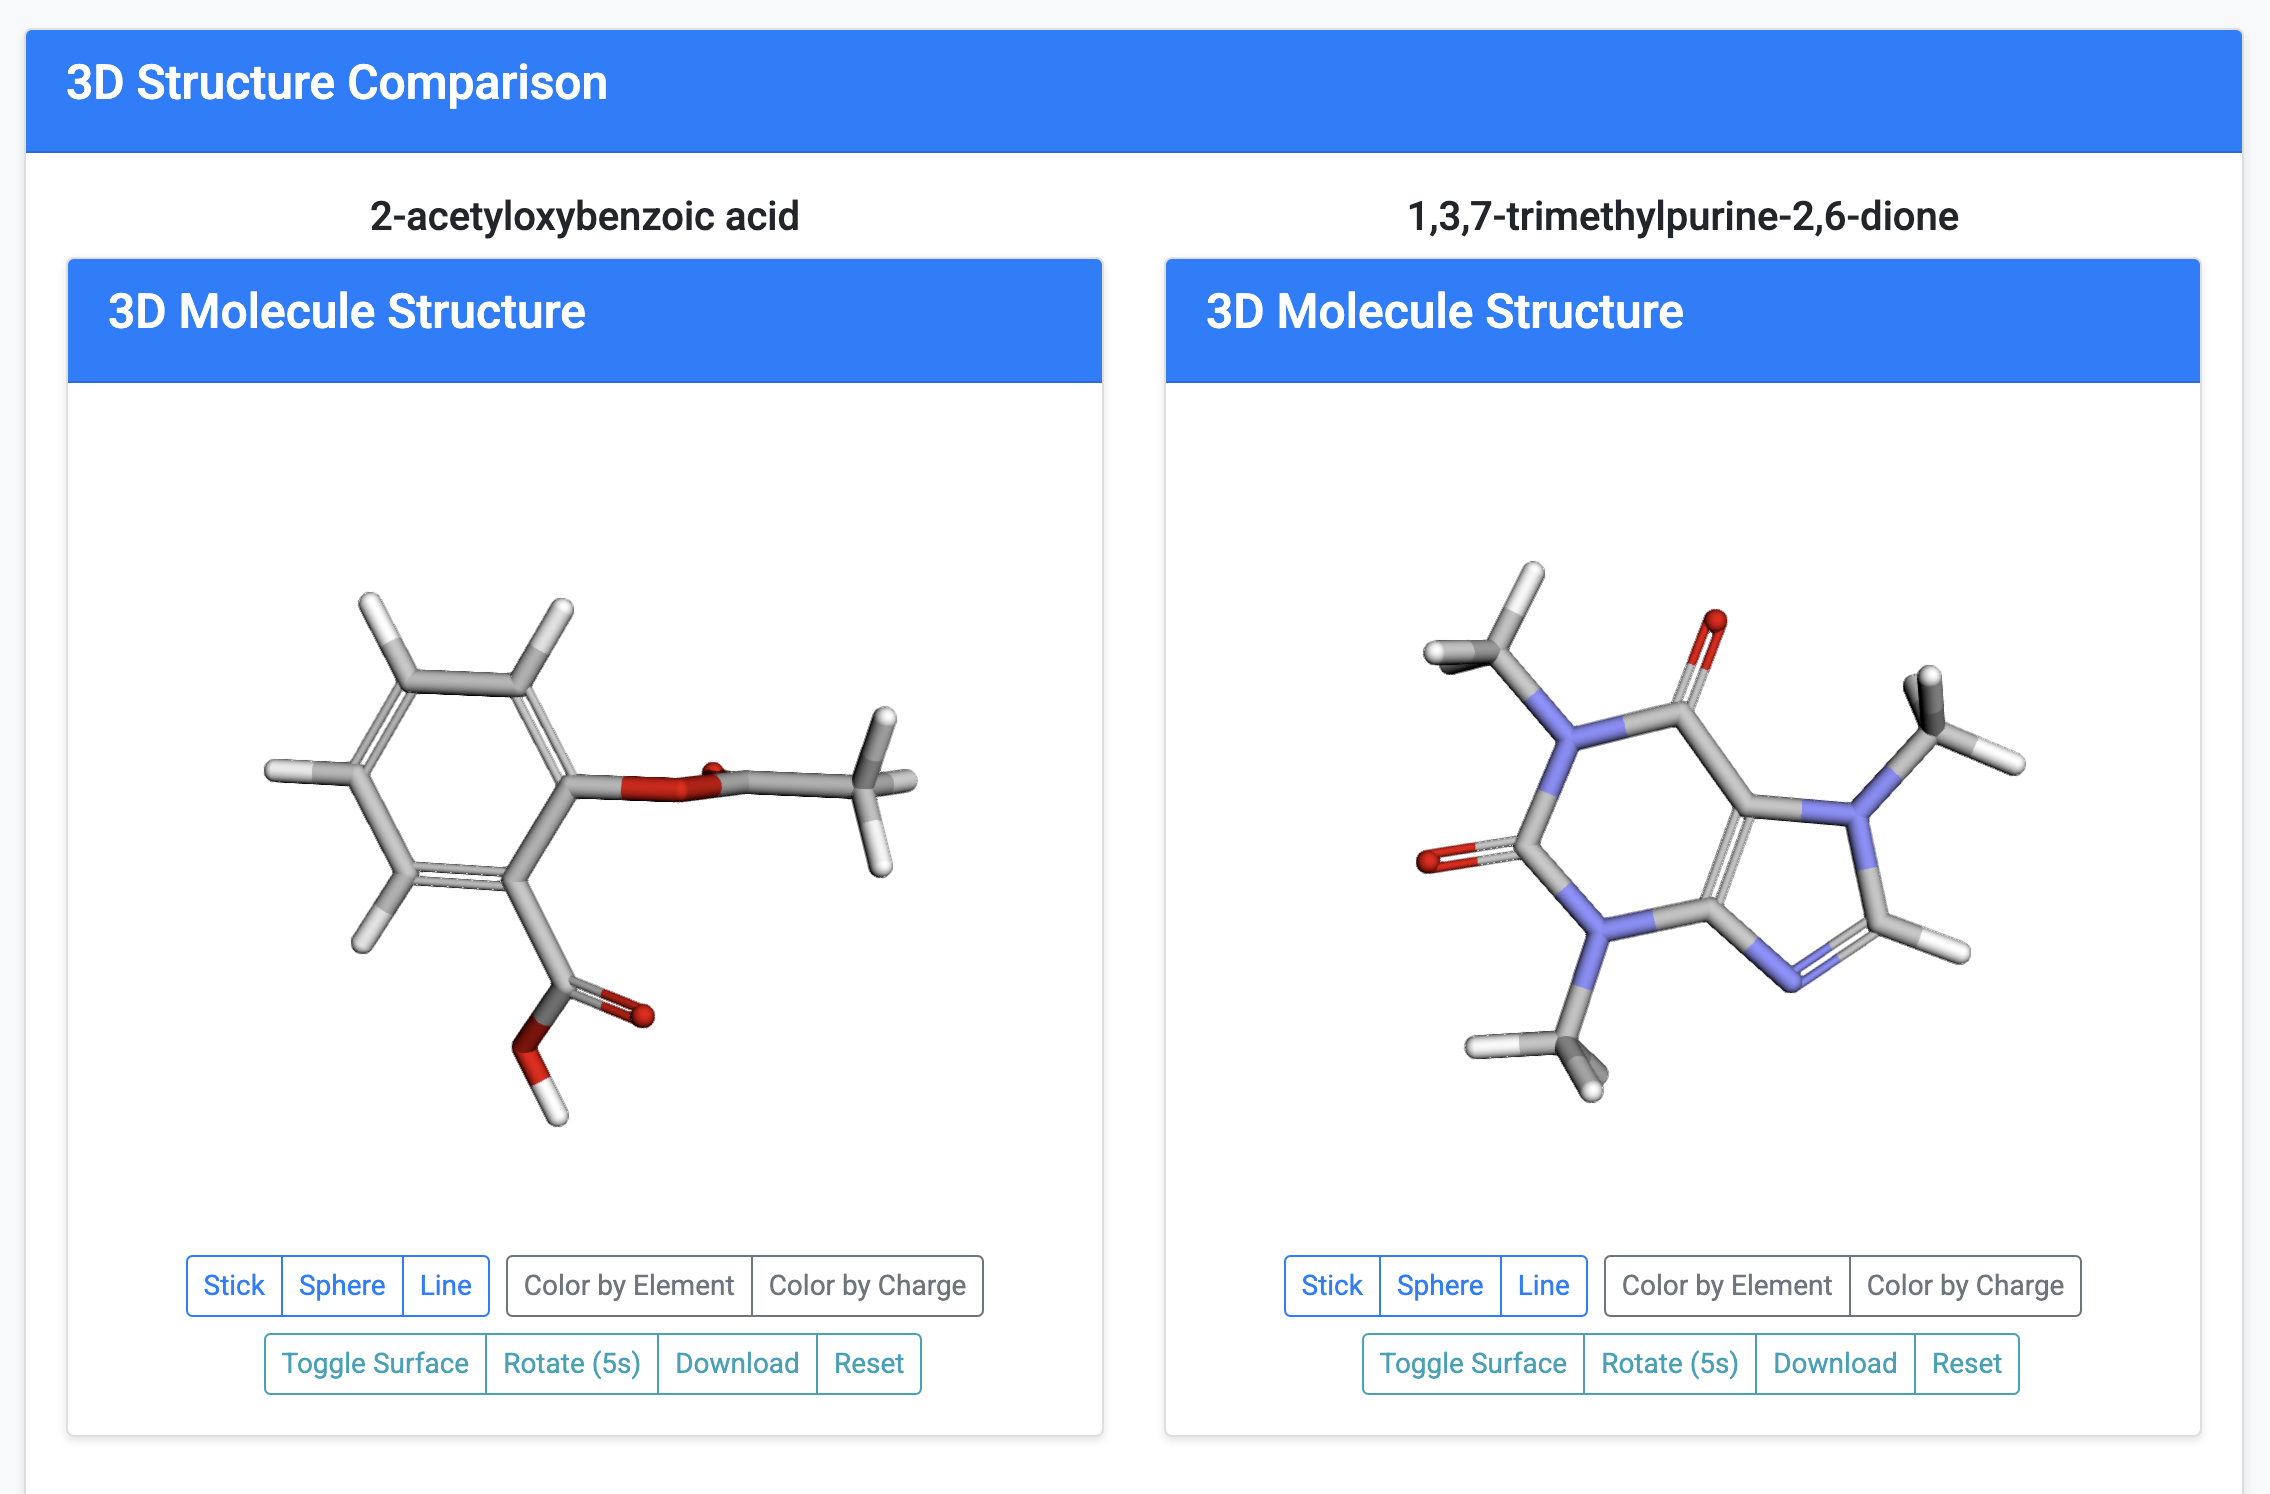 3D Structure Comparison
2-acetyloxybenzoic acid
3D Molecule Structure
Stick Sphere Line Color by Element Color by Charge
Toggle Surface Rotate (5s) Download Reset
1,3,7-trimethylpurine-2,6-dione
3D Molecule Structure
Stick Sphere Line Color by Element Color by Charge
Toggle Surface Rotate (5s) Download Reset